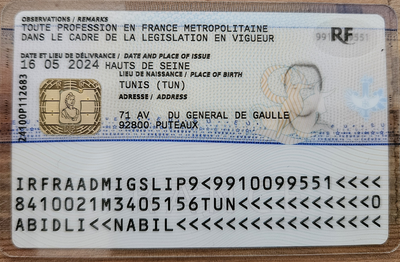 OBSERVATIONS / REMARKS
TOUTE PROFESSION EN FRANCE METROPOLITAINE
DANS LE CADRE DE LA LEGISLATION EN VIGUEUR
RF
DATE ET LIEU DE DÉLIVRANCE / DATE AND PLACE OF ISSUE
16 05 2024 HAUTS DE SEINE
LIEU DE NAISSANCE / PLACE OF BIRTH
TUNIS (TUN)
ADRESSE / ADDRESS
71 AV . DU GENERAL DE GAULLE
92800 PUTEAUX
IRFRAADMIGSLIP9<9910099551<<<<
8410021M3405156TUN<<<<<<<<<<<0
ABIDLI<<NABIL<<<<<<<<<<<<<<<<<